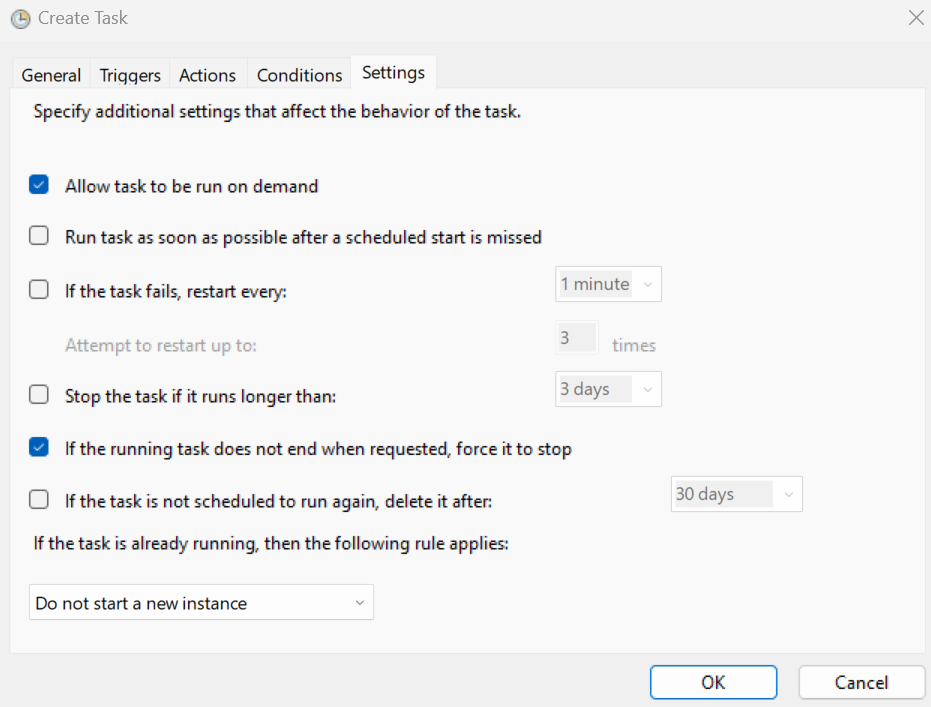 Create Task
General Triggers Actions Conditions Settings
Specify additional settings that affect the behavior of the task.
Allow task to be run on demand
Run task as soon as possible after a scheduled start is missed
If the task fails, restart every: 1 minute
Attempt to restart up to: 3 times
Stop the task if it runs longer than: 3 days
If the running task does not end when requested, force it to stop
If the task is not scheduled to run again, delete it after: 30 days
If the task is already running, then the following rule applies:
Do not start a new instance
OK Cancel